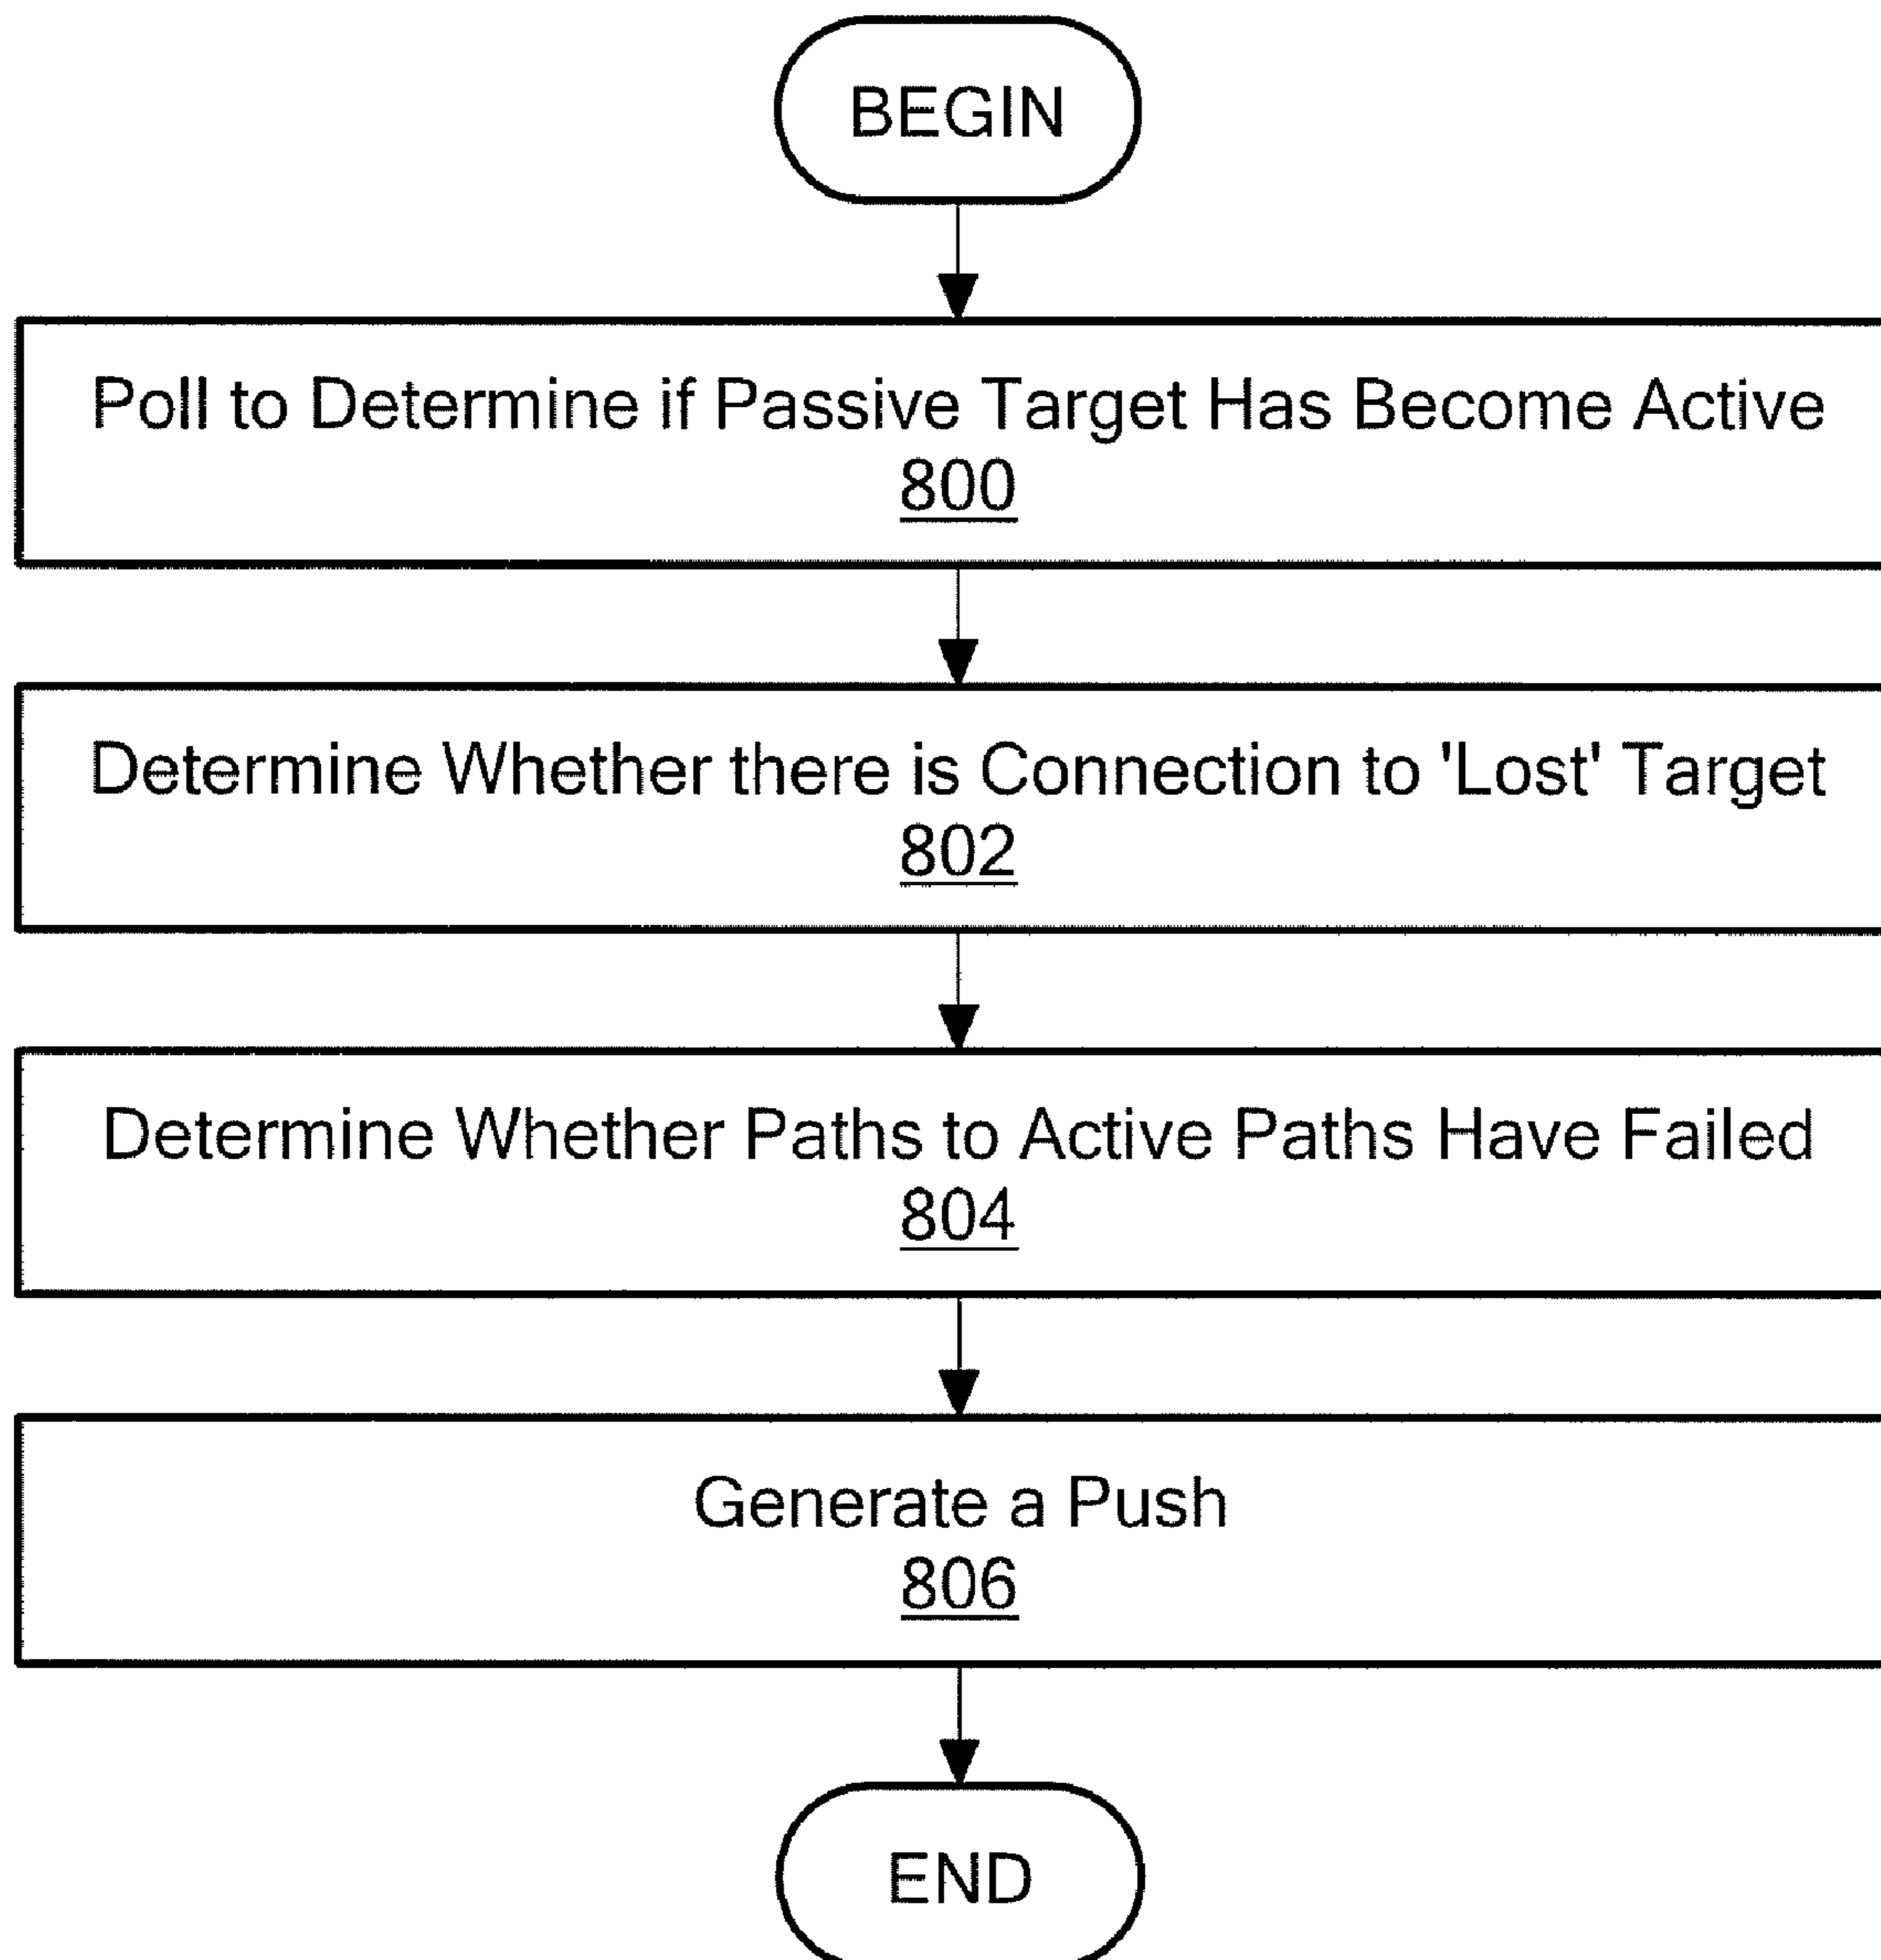 BEGIN
Poll to Determine if Passive Target Has Become Active
800
Determine Whether there is Connection to 'Lost' Target
802
Determine Whether Paths to Active Paths Have Failed
804
Generate a Push
806
END